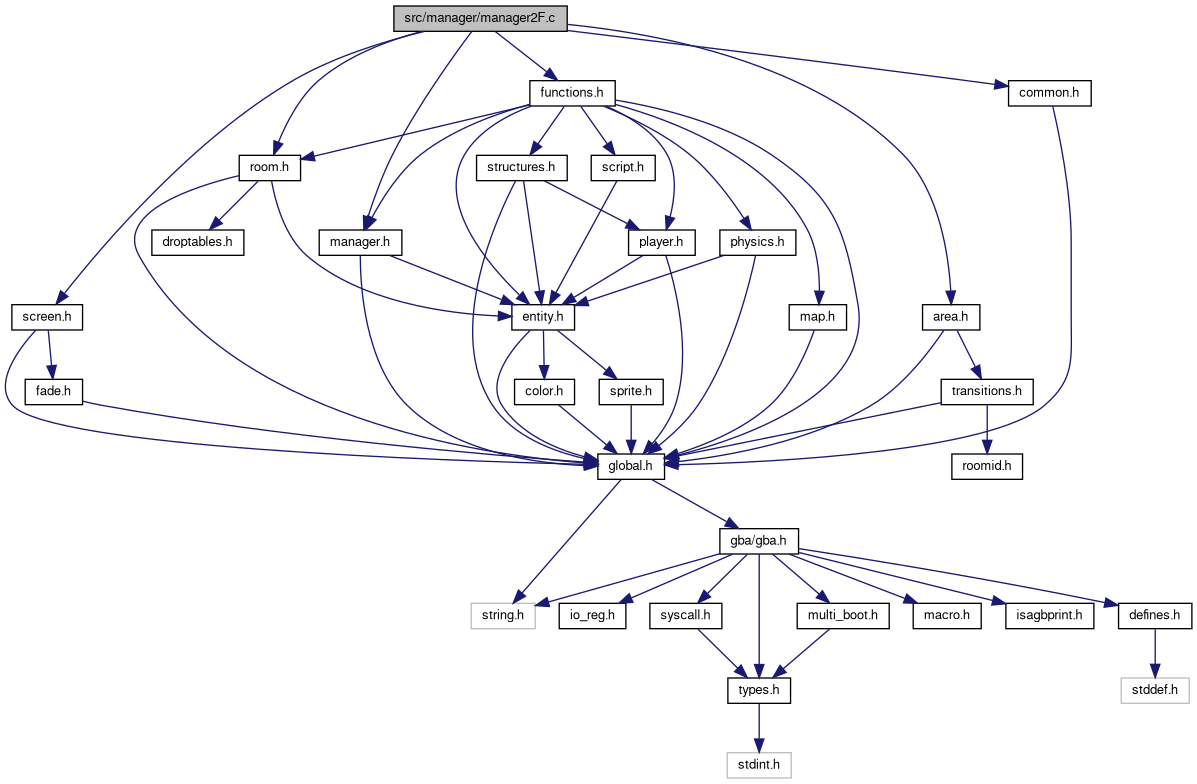 src/manager/manager2F.c
functions.h
common.h
room.h
structures.h
script.h
droptables.h
manager.h
player.h
physics.h
screen.h
entity.h
map.h
area.h
fade.h
color.h
sprite.h
transitions.h
global.h
roomid.h
gba/gba.h
string.h
io_reg.h
syscall.h
multi_boot.h
macro.h
isagbprint.h
defines.h
types.h
stddef.h
stdint.h